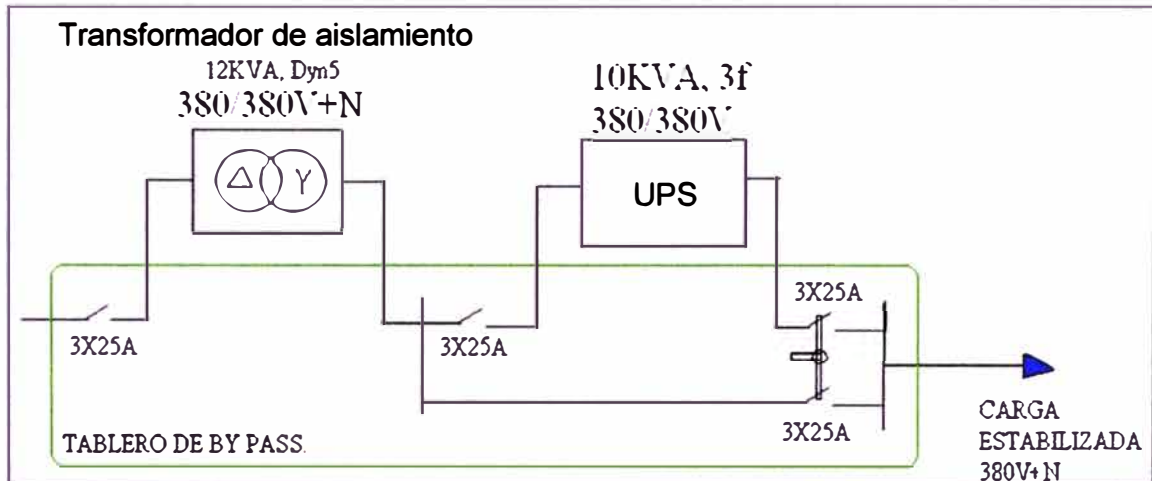 Transformador de aislamiento
12KVA, Dyn5
380/380V+N
Δ
Y
10KVA, 3f
380/380V
UPS
3X25A
3X25A
3X25A
3X25A
TABLERO DE BY PASS.
CARGA
ESTABILIZADA
380V+N